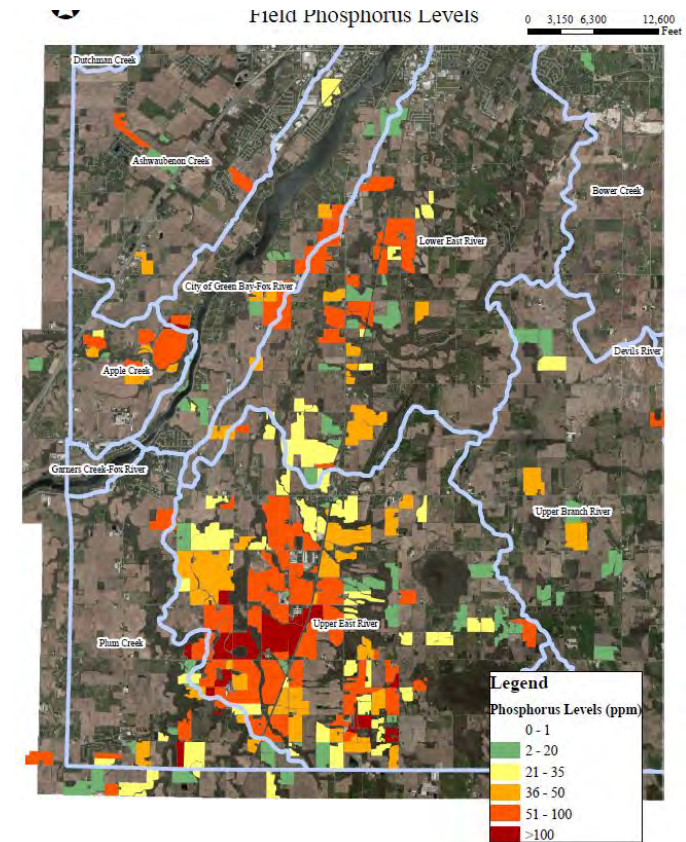 Field Phosphorus Levels
0 3,150 6,300 12,600
Feet
Dutchman Creek
Ashwaubenon Creek
Bower Creek
Lower East River
City of Green Bay-Fox River
Devils River
Apple Creek
Garners Creek-Fox River
Upper Branch River
Upper East River
Plum Creek
Legend
Phosphorus Levels (ppm)
0 - 1
2 - 20
21 - 35
36 - 50
51 - 100
>100